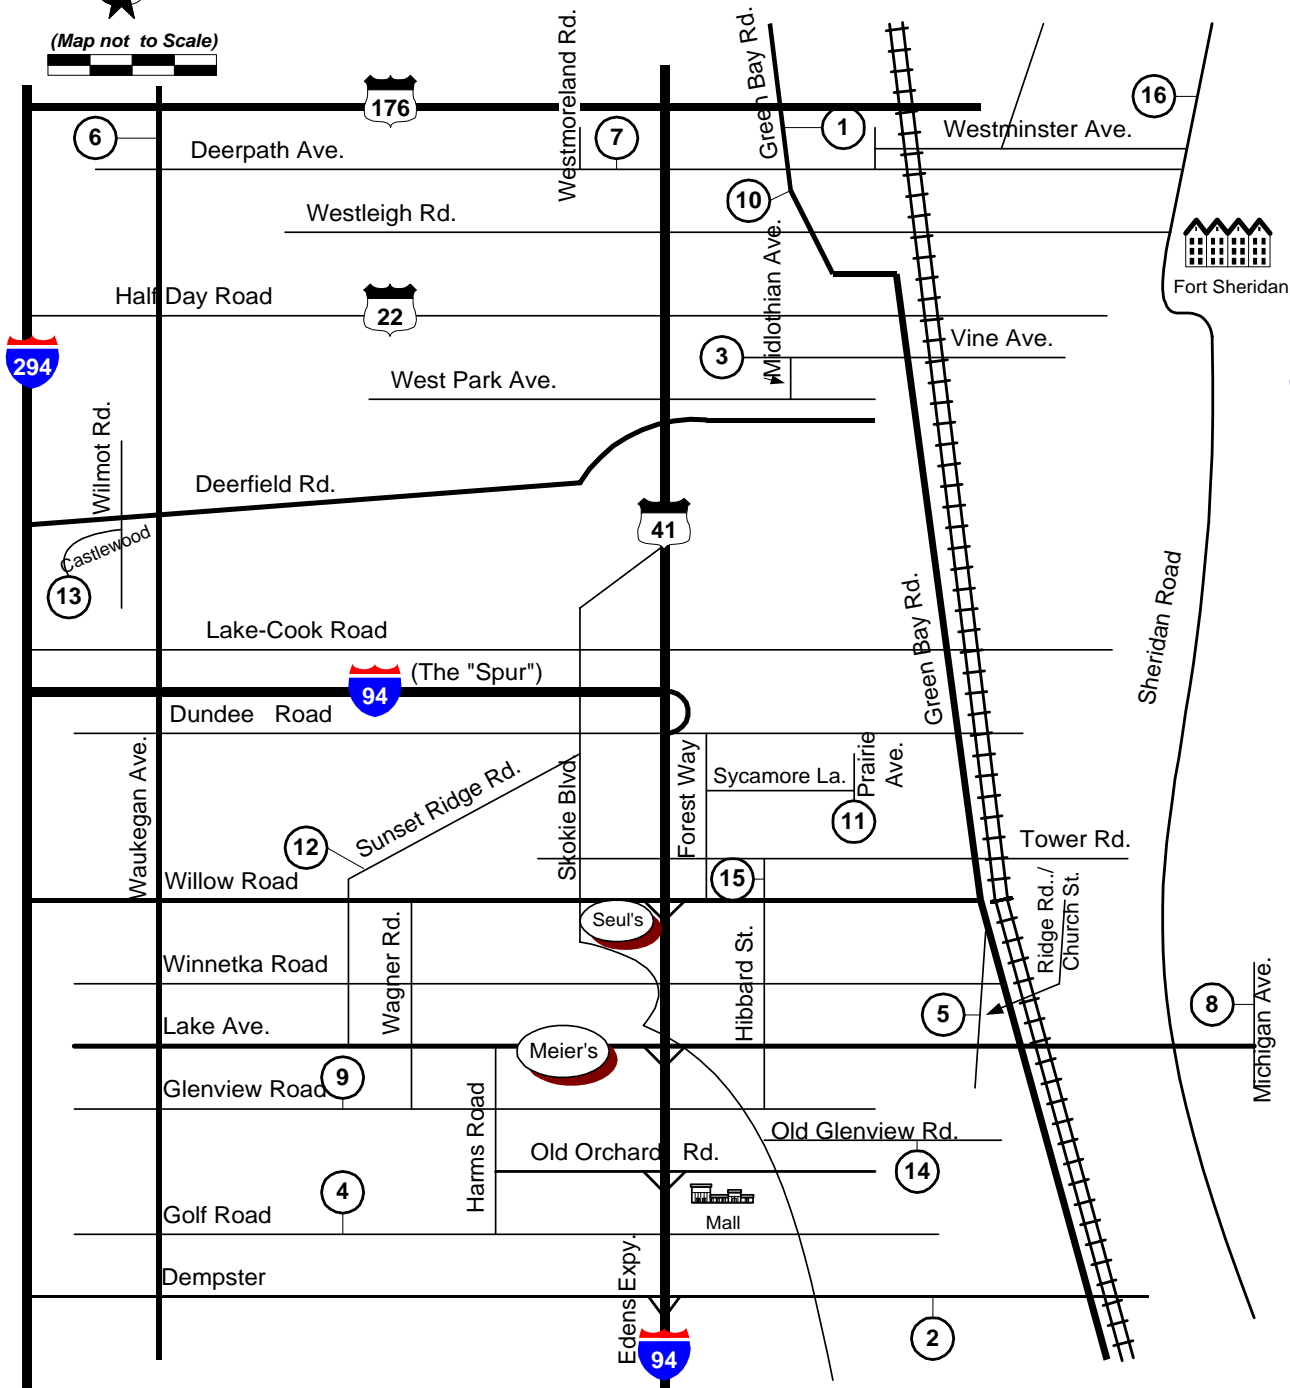 (Map not to Scale)
Westmoreland Rd.
Green Bay Rd.
176
16
6
7
1
Westminster Ave.
Deerpath Ave.
10
Westleigh Rd.
Midlothian Ave.
Fort Sheridan
Half Day Road
22
294
3
Vine Ave.
West Park Ave.
Wilmot Rd.
Deerfield Rd.
41
Castlewood
13
Green Bay Rd.
Sheridan Road
Lake-Cook Road
94
(The "Spur")
Dundee Road
Waukegan Ave.
Sunset Ridge Rd.
Skokie Blvd.
Forest Way
Sycamore La.
Prairie
Ave.
11
12
Tower Rd.
15
Willow Road
Ridge Rd../
Church St.
Seul's
Wagner Rd.
Hibbard St.
Winnetka Road
5
8
Michigan Ave.
Lake Ave.
Meier's
9
Glenview Road
Harms Road
Old Glenview Rd.
Old Orchard Rd.
14
4
Mall
Golf Road
Edens Expy.
Dempster
2
94